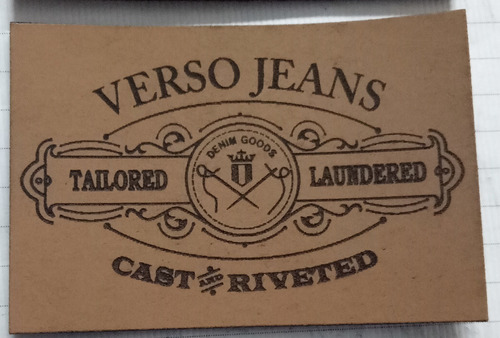 VERSO JEANS
DENIM GOODS
TAILORED
LAUNDERED
CAST AND RIVETED